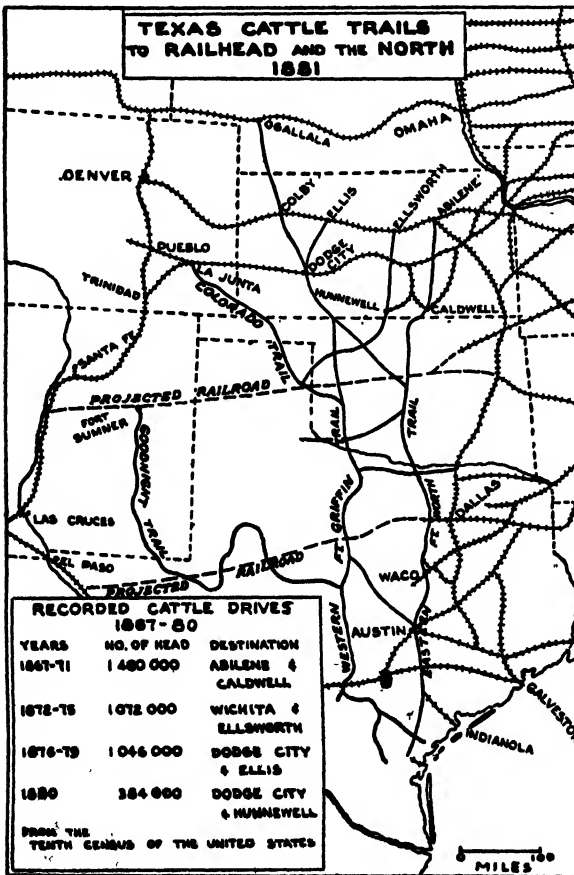 TEXAS CATTLE TRAILS
TO RAILHEAD AND THE NORTH
1881
OGALLALA
OMAHA
DENVER
COLBY
ELLIS
ELLSWORTH
ABILENE
PUEBLO
DODGE
CITY
LA JUNTA
TRINIDAD
HUNNEWELL
CALDWELL
COLORADO
TRAIL
SANTA FE
PROJECTED RAILROAD
FORT
SUMNER
TRAIL
TRAIL
GOODNIGHT
TRAIL
FT. GRIFFIN
FT. WORTH
DALLAS
LAS CRUCES
EL PASO
PROJECTED
RAILROAD
WACO
AUSTIN
WESTERN
EASTERN
GALVESTON
INDIANOLA
RECORDED CATTLE DRIVES
1867-80
YEARS NO. OF HEAD DESTINATION
1867-71 1 460 000 ABILENE &
CALDWELL
1872-75 1 072 000 WICHITA &
ELLSWORTH
1876-79 1 046 000 DODGE CITY
& ELLIS
1880 384 000 DODGE CITY
& HUNNEWELL
FROM THE
TENTH CENSUS OF THE UNITED STATES
0 100
MILES